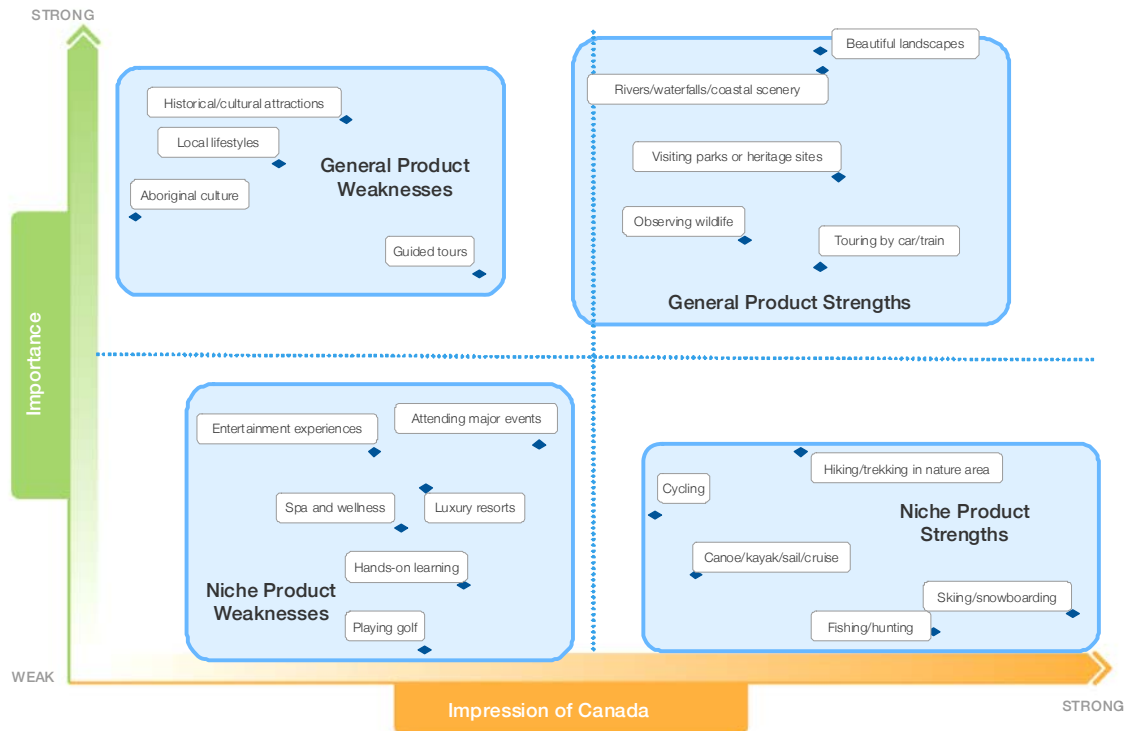 STRONG
Beautiful landscapes
Rivers/waterfalls/coastal scenery
Historical/cultural attractions
Local lifestyles
General Product
Weaknesses
Visiting parks or heritage sites
Aboriginal culture
Observing wildlife
Guided tours
Touring by car/train
General Product Strengths
Importance
Entertainment experiences
Attending major events
Hiking/trekking in nature area
Cycling
Spa and wellness
Luxury resorts
Niche Product
Strengths
Canoe/kayak/sail/cruise
Hands-on learning
Niche Product
Weaknesses
Skiing/snowboarding
Playing golf
Fishing/hunting
WEAK
Impression of Canada
STRONG